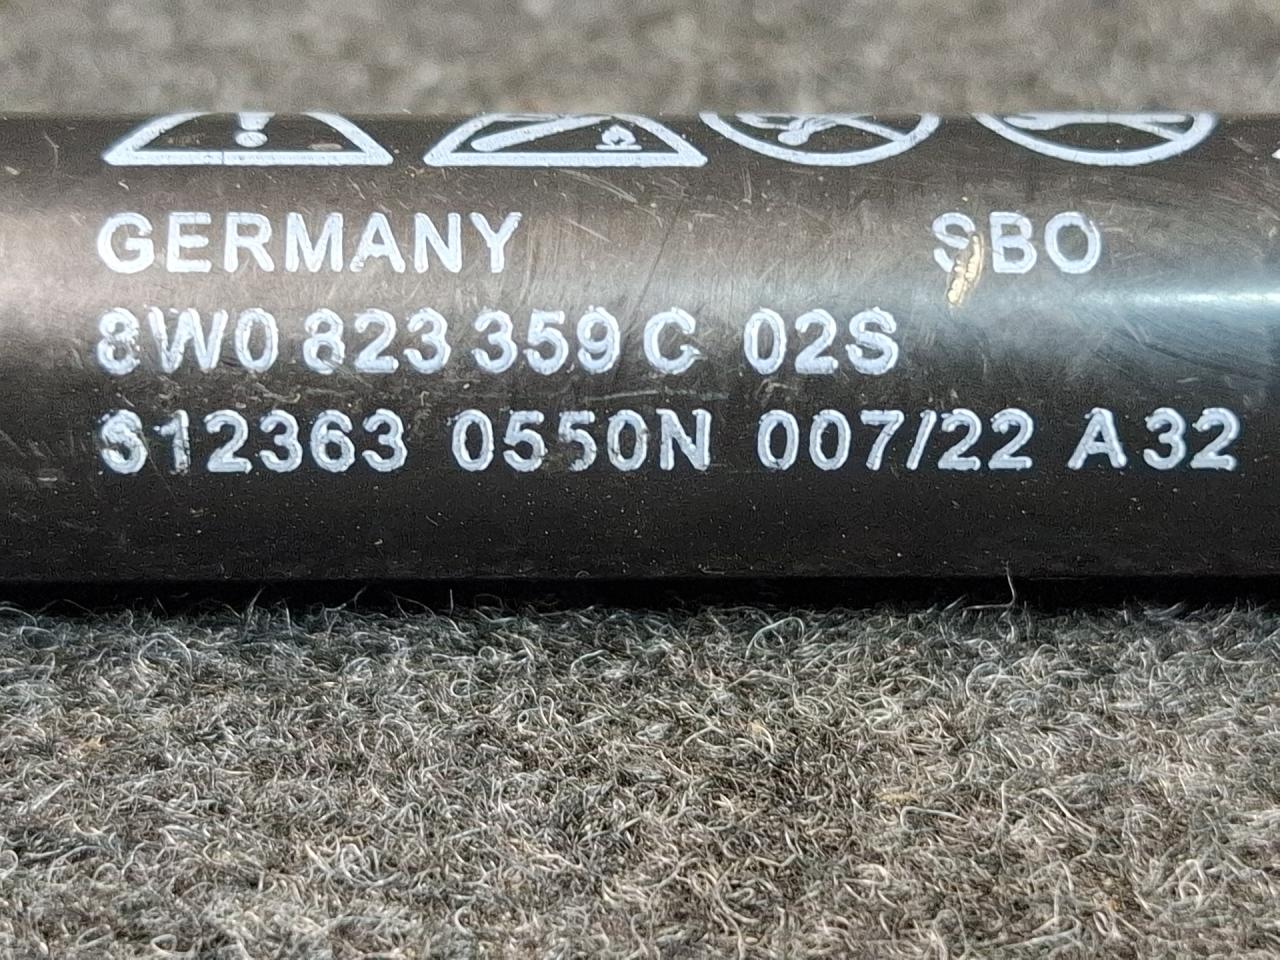 GERMANY SBO
8W0 823 359 C 02S
S12363 0550N 007/22 A32